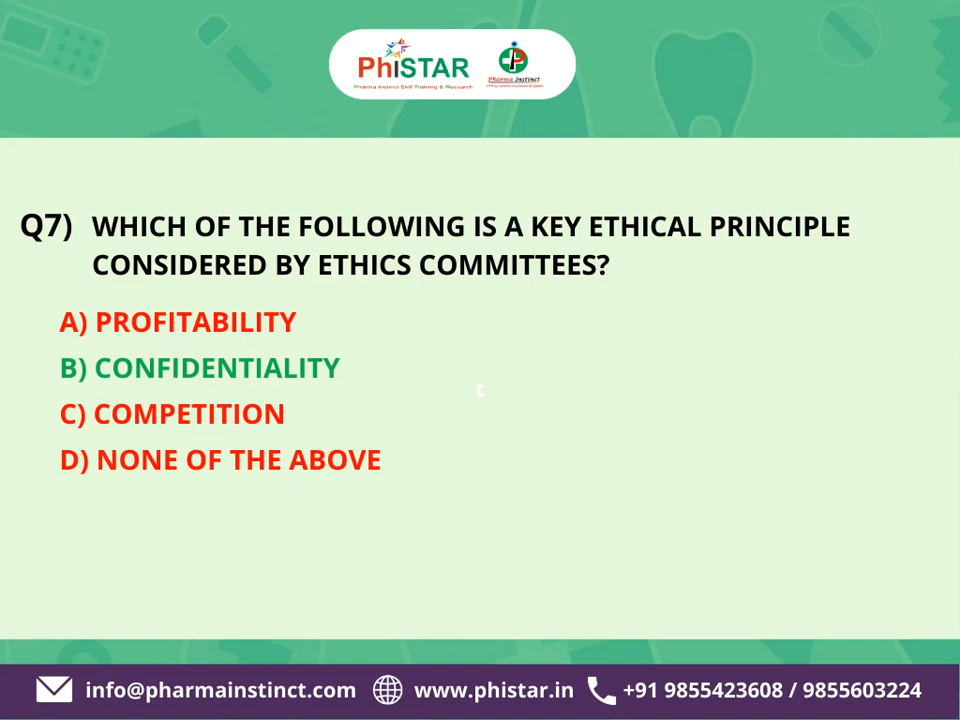 PhiSTAR
Pharma Instinct Skill Training & Research
Pharma Instinct
Q7) WHICH OF THE FOLLOWING IS A KEY ETHICAL PRINCIPLE
CONSIDERED BY ETHICS COMMITTEES?
A) PROFITABILITY
B) CONFIDENTIALITY
t
C) COMPETITION
D) NONE OF THE ABOVE
info@pharmainstinct.com www.phistar.in +91 9855423608 / 9855603224